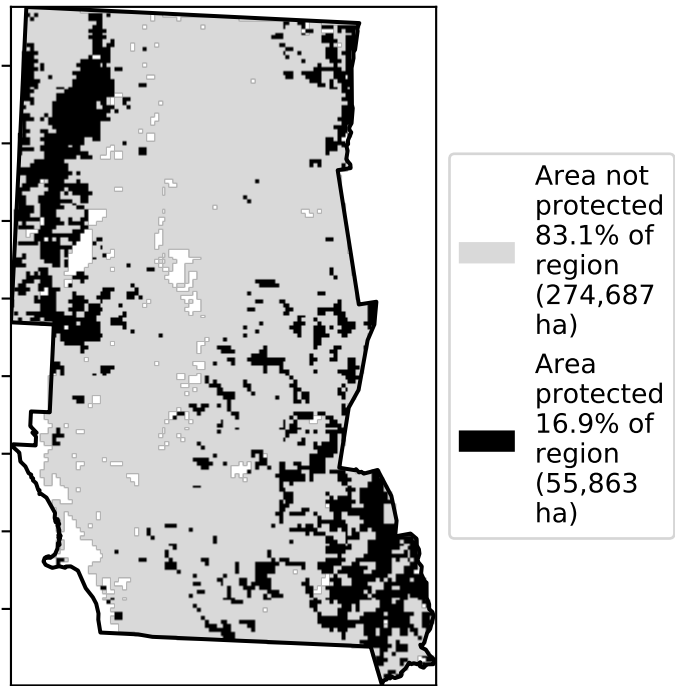 Area not
protected
83.1% of
region
(274,687
ha)
Area
protected
16.9% of
region
(55,863
ha)